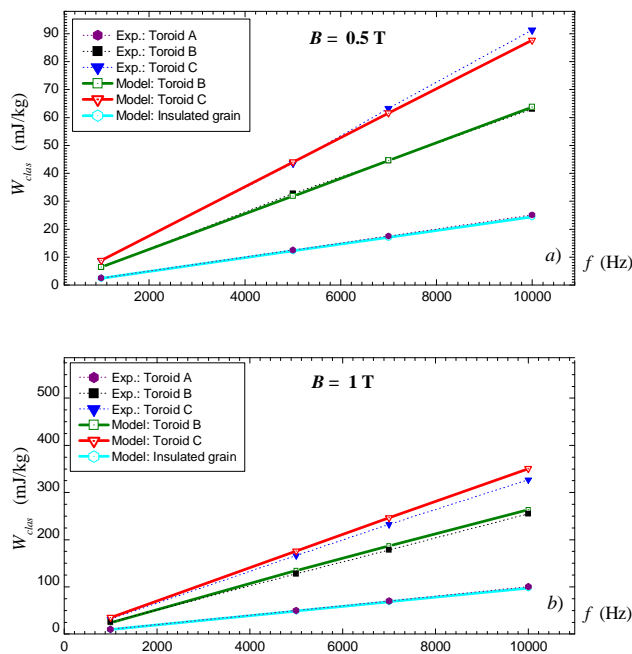 90
80
70
60
50
40
30
20
10
0
W_clas (mJ/kg)
Exp.: Toroid A
Exp.: Toroid B
Exp.: Toroid C
Model: Toroid B
Model: Toroid C
Model: Insulated grain
B = 0.5 T
a)
f (Hz)
2000 4000 6000 8000 10000
500
400
300
200
100
0
W_clas (mJ/kg)
Exp.: Toroid A
Exp.: Toroid B
Exp.: Toroid C
Model: Toroid B
Model: Toroid C
Model: Insulated grain
B = 1 T
b)
f (Hz)
0 2000 4000 6000 8000 10000